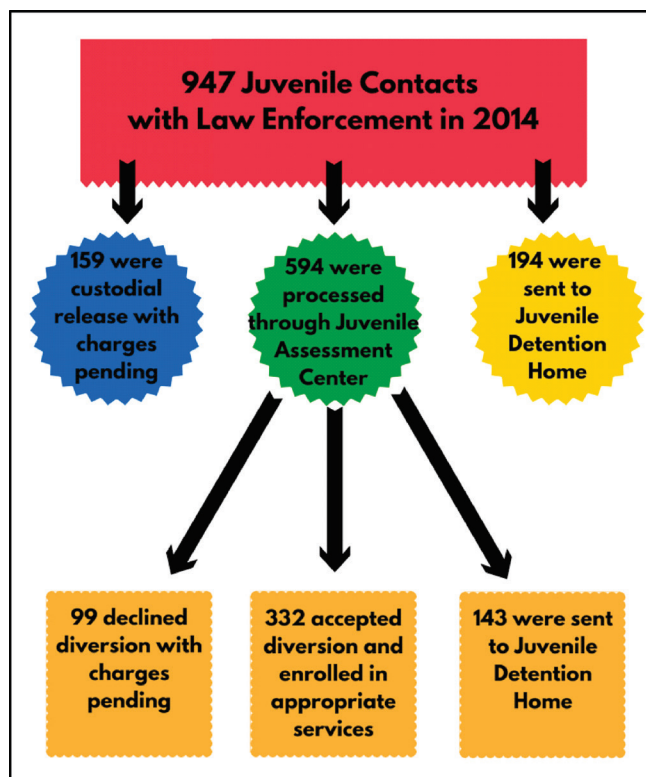 947 Juvenile Contacts
with Law Enforcement in 2014
159 were
custodial
release with
charges
pending
594 were
processed
through Juvenile
Assessment
Center
194 were
sent to
Juvenile
Detention
Home
99 declined
diversion with
charges
pending
332 accepted
diversion and
enrolled in
appropriate
services
143 were sent
to Juvenile
Detention
Home